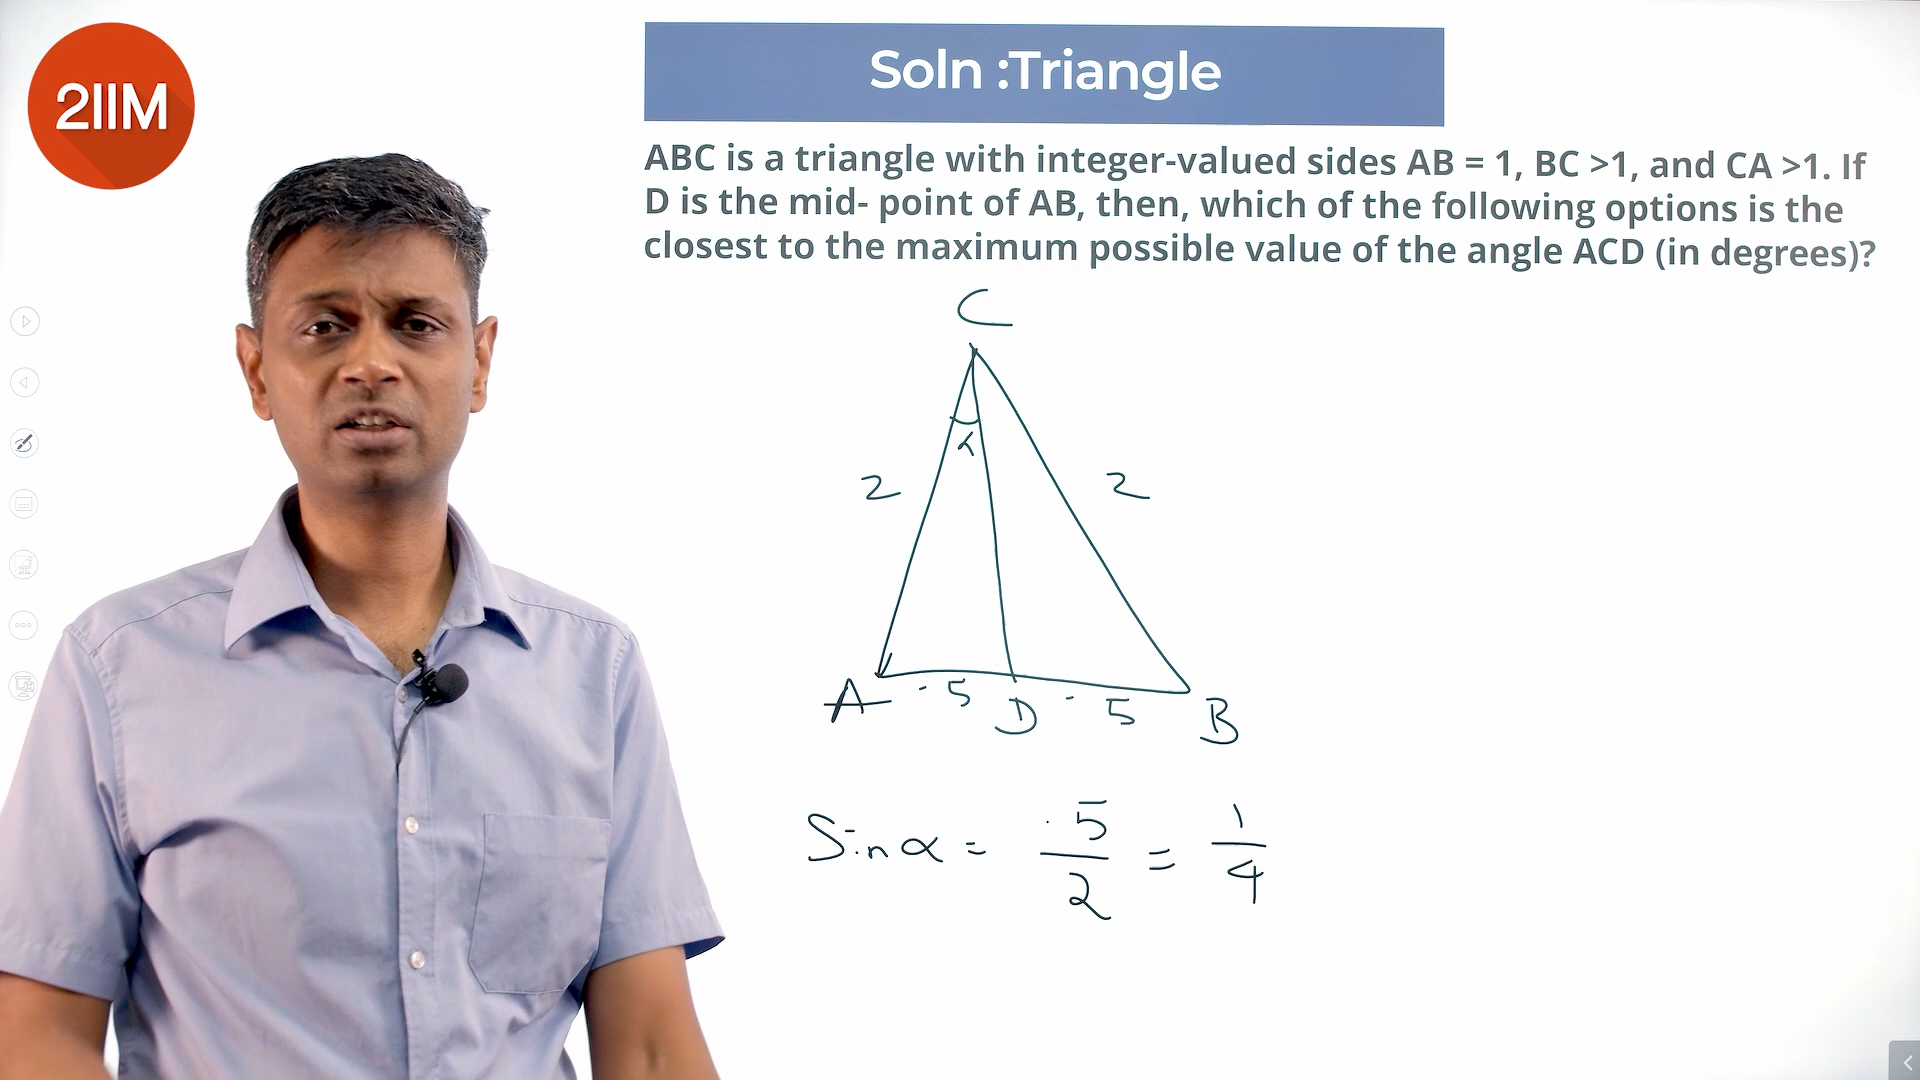 2IIM
Soln :Triangle
ABC is a triangle with integer-valued sides AB = 1, BC >1, and CA >1. If
D is the mid- point of AB, then, which of the following options is the
closest to the maximum possible value of the angle ACD (in degrees)?
C
α
2 2
A .5 D .5 B
Sin α = .5/2 = 1/4